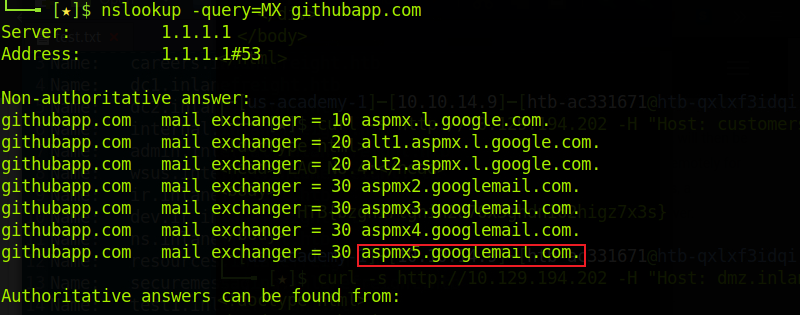 └──╼ [★]$ nslookup -query=MX githubapp.com
Server:         1.1.1.1
Address:        1.1.1.1#53
Non-authoritative answer:
githubapp.com   mail exchanger = 10 aspmx.l.google.com.
githubapp.com   mail exchanger = 20 alt1.aspmx.l.google.com.
githubapp.com   mail exchanger = 20 alt2.aspmx.l.google.com.
githubapp.com   mail exchanger = 30 aspmx2.googlemail.com.
githubapp.com   mail exchanger = 30 aspmx3.googlemail.com.
githubapp.com   mail exchanger = 30 aspmx4.googlemail.com.
githubapp.com   mail exchanger = 30 aspmx5.googlemail.com.
Authoritative answers can be found from: